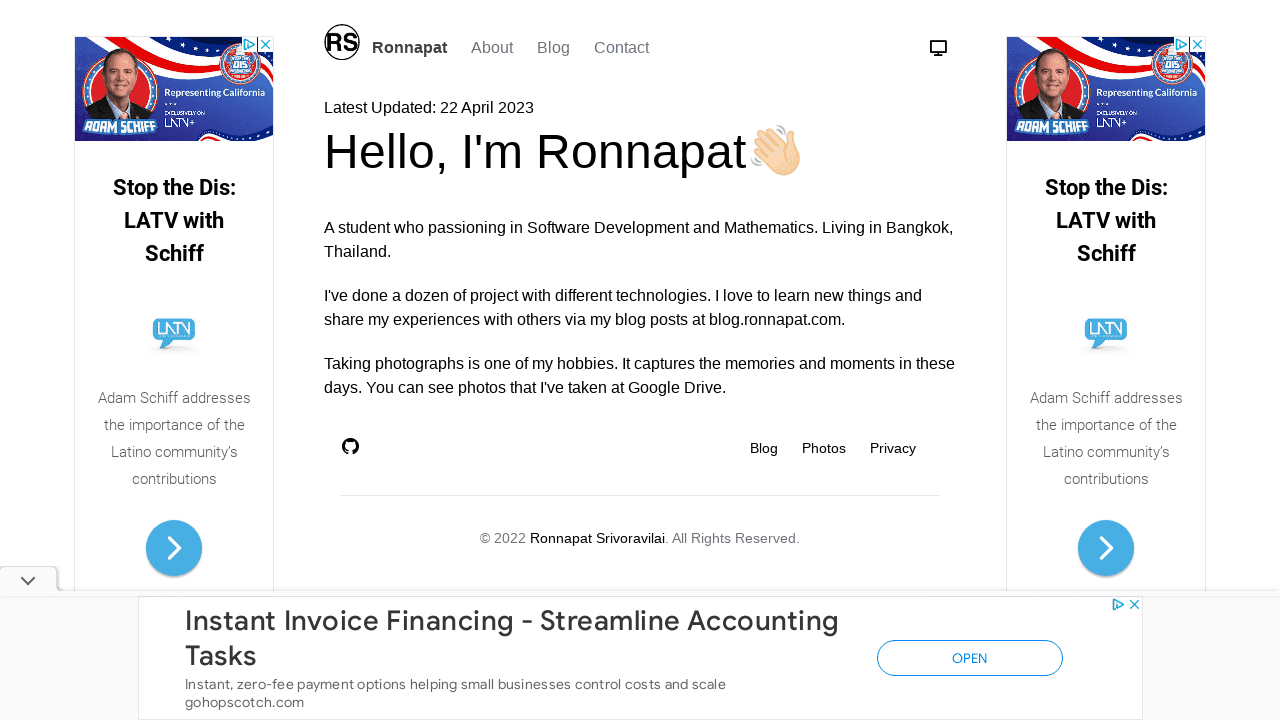 RS
Ronnapat About Blog Contact
Latest Updated: 22 April 2023
Hello, I'm Ronnapat
A student who passioning in Software Development and Mathematics. Living in Bangkok,
Thailand.
I've done a dozen of project with different technologies. I love to learn new things and
share my experiences with others via my blog posts at blog.ronnapat.com.
Taking photographs is one of my hobbies. It captures the memories and moments in these
days. You can see photos that I've taken at Google Drive.
Blog Photos Privacy
© 2022 Ronnapat Srivoravilai. All Rights Reserved.
Representing California
EXCLUSIVELY ON
LATV+
ADAM SCHIFF
Stop the Dis:
LATV with
Schiff
LATV
Adam Schiff addresses
the importance of the
Latino community's
contributions
Representing California
EXCLUSIVELY ON
LATV+
ADAM SCHIFF
Stop the Dis:
LATV with
Schiff
LATV
Adam Schiff addresses
the importance of the
Latino community's
contributions
Instant Invoice Financing - Streamline Accounting
Tasks
Instant, zero-fee payment options helping small businesses control costs and scale
gohopscotch.com
OPEN